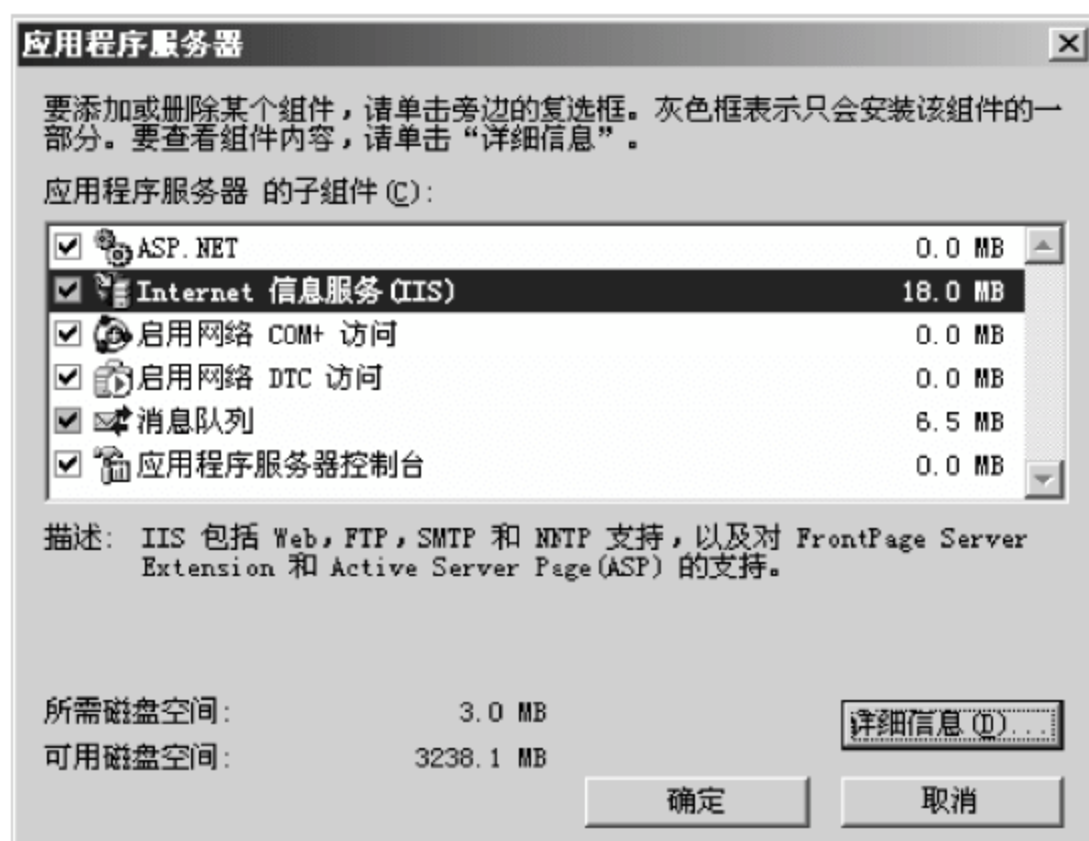 应用程序服务器
要添加或删除某个组件，请单击旁边的复选框。灰色框表示只会安装该组件的一
部分。要查看组件内容，请单击“详细信息”。
应用程序服务器 的子组件(C):
ASP.NET 0.0 MB
Internet 信息服务(IIS) 18.0 MB
启用网络 COM+ 访问 0.0 MB
启用网络 DTC 访问 0.0 MB
消息队列 6.5 MB
应用程序服务器控制台 0.0 MB
描述: IIS 包括 Web，FTP，SMTP 和 NNTP 支持，以及对 FrontPage Server
Extension 和 Active Server Page(ASP) 的支持。
所需磁盘空间: 3.0 MB
详细信息(D)...
可用磁盘空间: 3238.1 MB
确定 取消